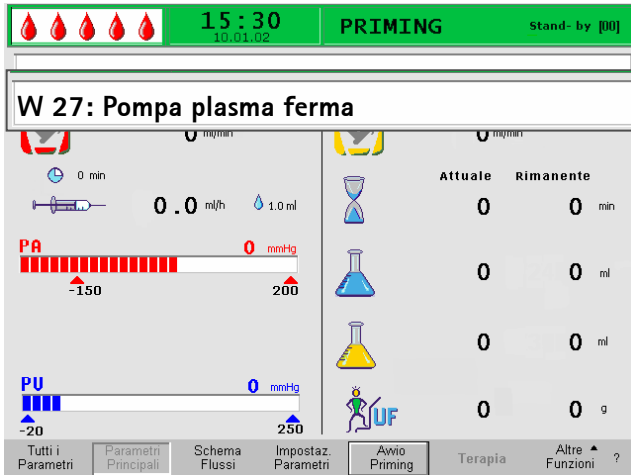 15:30
10.01.02
PRIMING
Stand- by [00]
W 27: Pompa plasma ferma
0 ml/min
0 ml/min
0 min
0.0 ml/h 1.0 ml
Attuale Rimanente
0 0 min
PA 0 mmHg
-150 200
0 0 ml
0 0 ml
PV 0 mmHg
-20 250
UF 0 0 g
Tutti i Parametri
Parametri Principali
Schema Flussi
Impostaz. Parametri
Avvio Priming
Terapia
Altre Funzioni
?